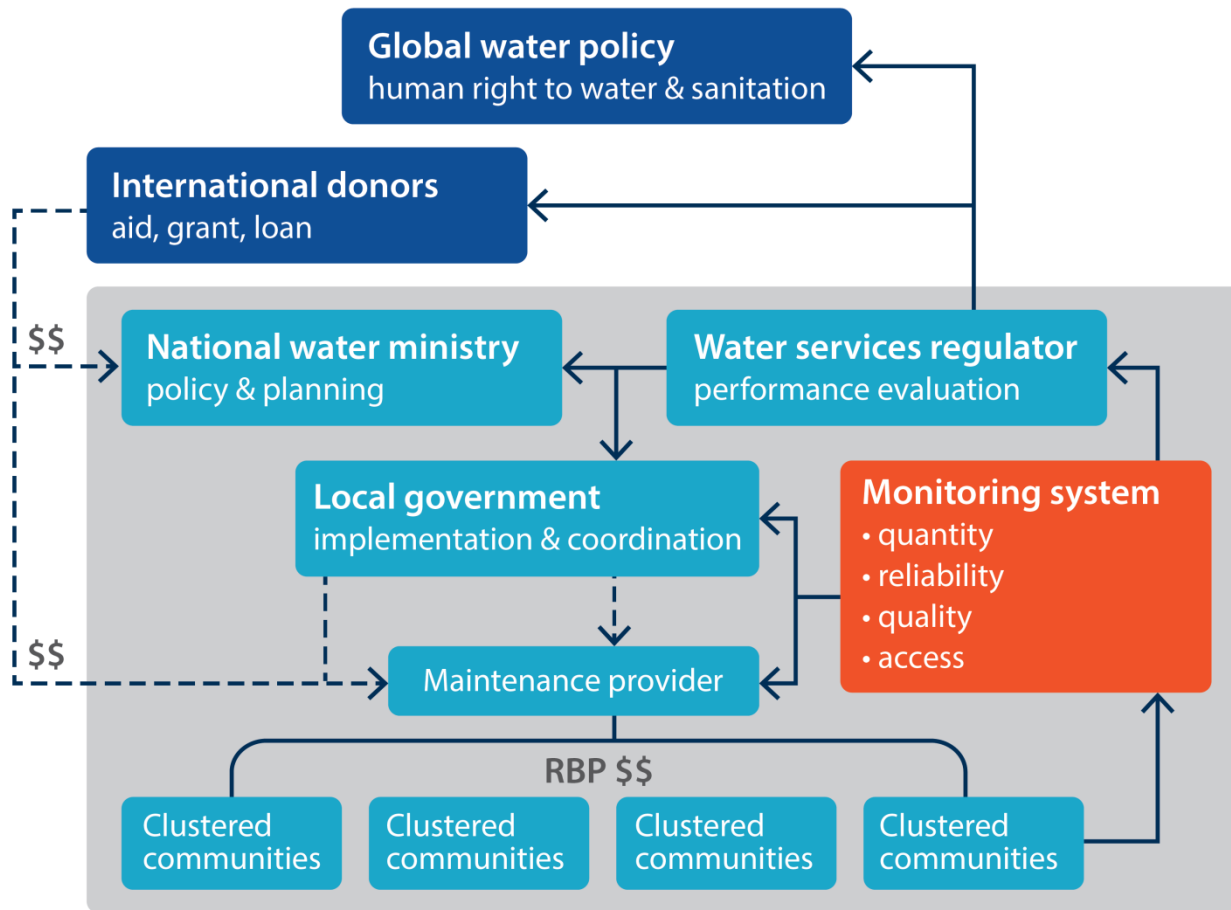 Global water policy
human right to water & sanitation
International donors
aid, grant, loan
$$
National water ministry
policy & planning
Water services regulator
performance evaluation
Local government
implementation & coordination
Monitoring system
• quantity
• reliability
• quality
• access
$$
Maintenance provider
RBP $$
Clustered
communities
Clustered
communities
Clustered
communities
Clustered
communities